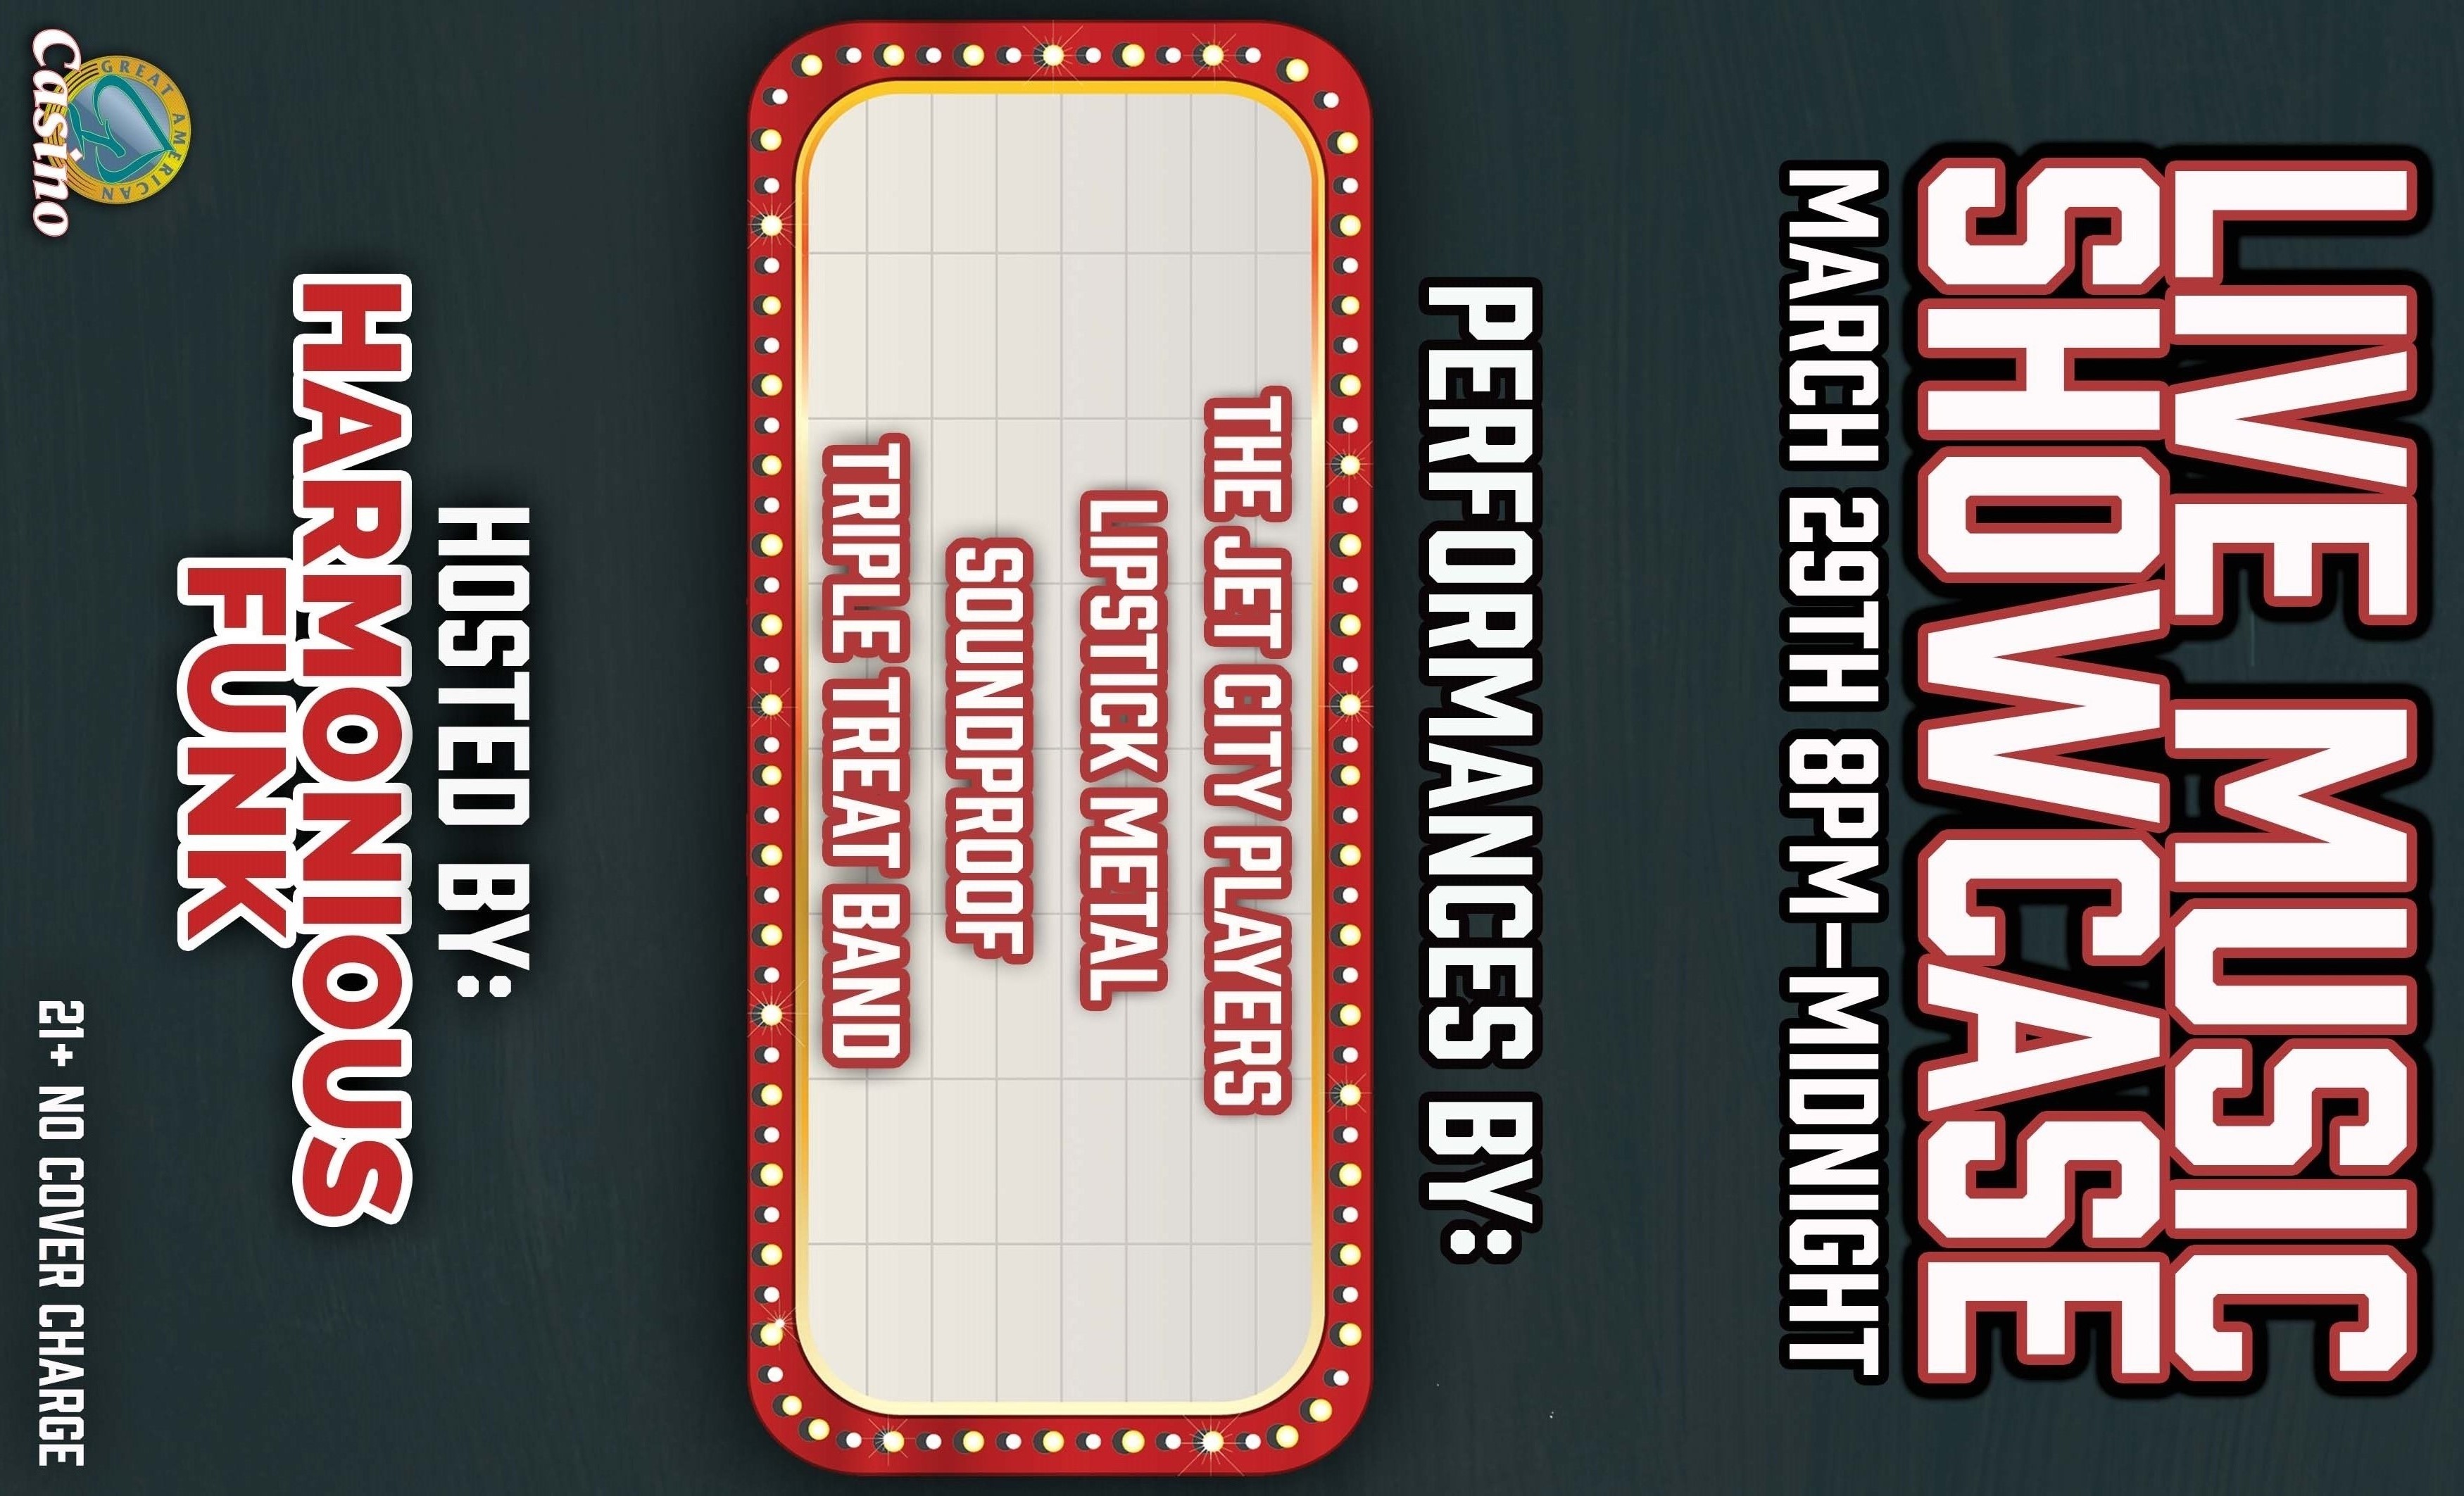 LIVE MUSIC
SHOWCASE
MARCH 29TH 8PM-MIDNIGHT
PERFORMANCES BY:
THE JET CITY PLAYERS
LIPSTICK METAL
SOUNDPROOF
TRIPLE TREAT BAND
HOSTED BY:
HARMONIOUS
FUNK
GREAT AMERICAN
Casino
21+ NO COVER CHARGE